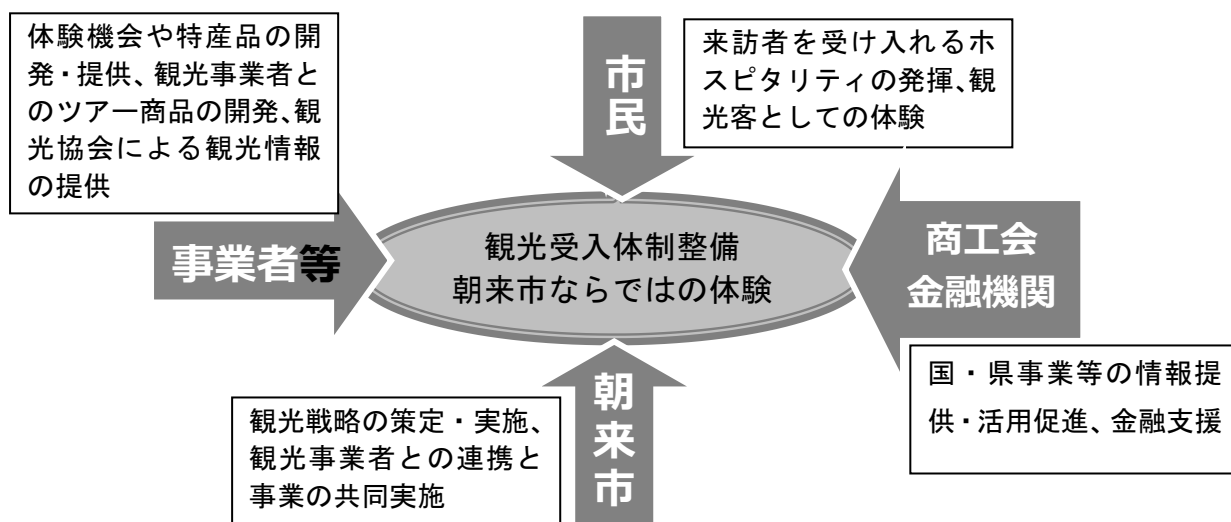 体験機会や特産品の開
発・提供、観光事業者と
のツアー商品の開発、観
光協会による観光情報
の提供
市民
来訪者を受け入れるホ
スピタリティの発揮、観
光客としての体験
事業者等
観光受入体制整備
朝来市ならではの体験
商工会
金融機関
国・県事業等の情報提
供・活用促進、金融支援
観光戦略の策定・実施、
観光事業者との連携と
事業の共同実施
朝来市